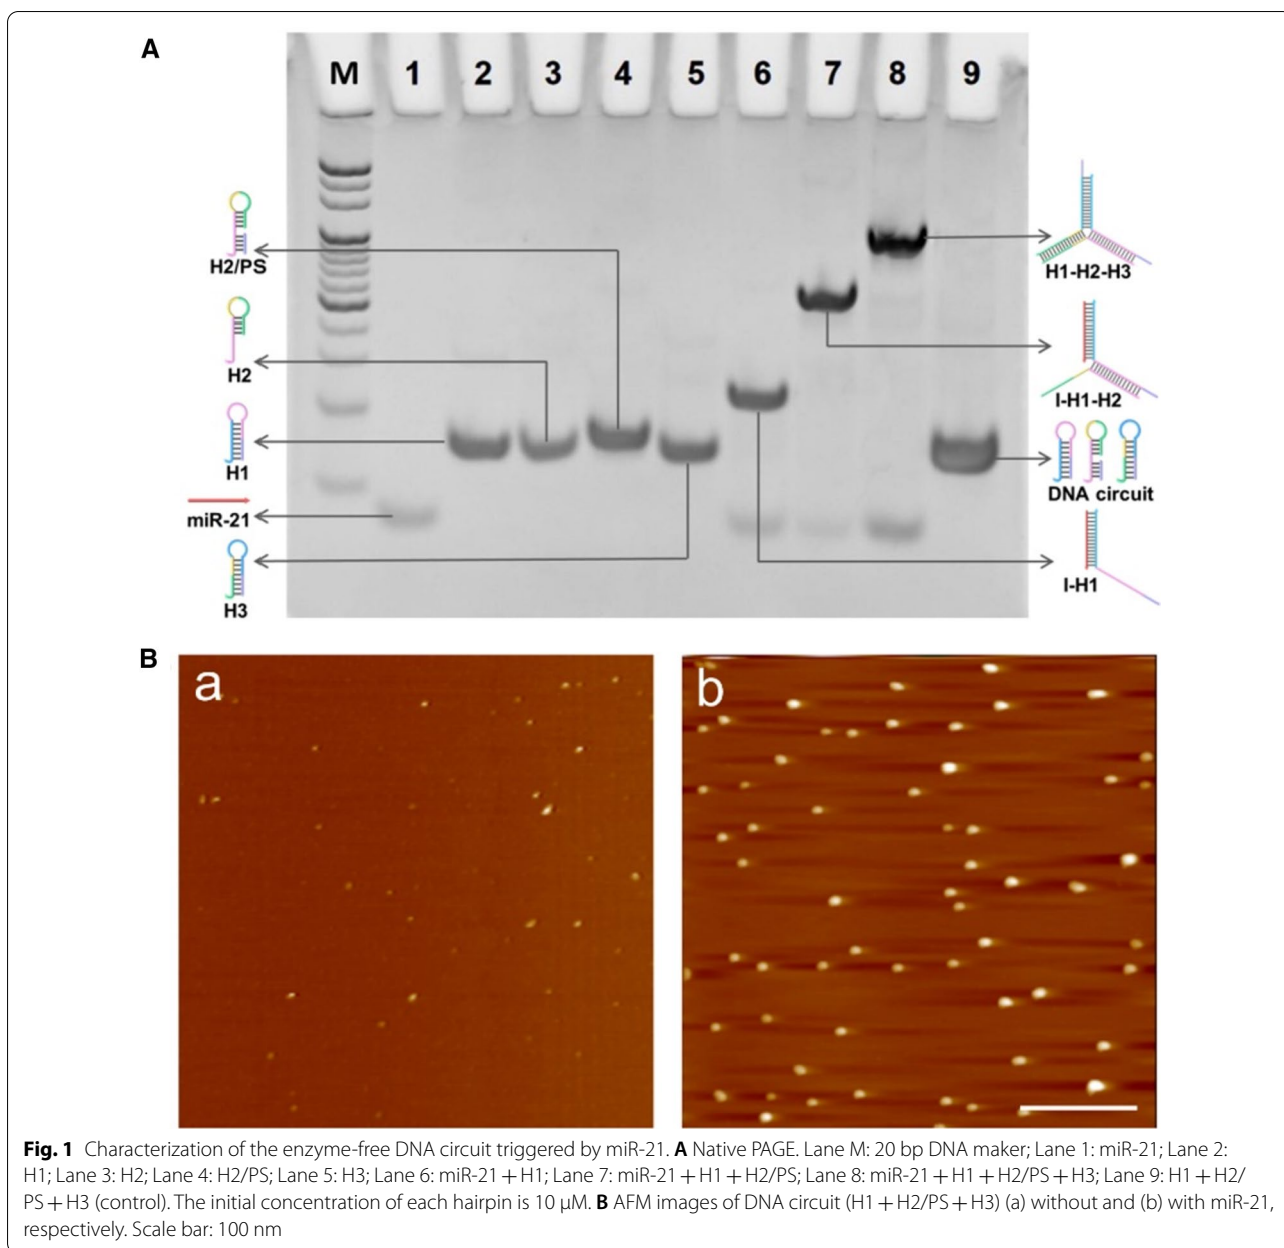 A
M 1 2 3 4 5 6 7 8 9
H2/PS
H1-H2-H3
H2
I-H1-H2
H1
DNA circuit
miR-21
I-H1
H3
B
a b
Fig. 1 Characterization of the enzyme-free DNA circuit triggered by miR-21. A Native PAGE. Lane M: 20 bp DNA maker; Lane 1: miR-21; Lane 2:
H1; Lane 3: H2; Lane 4: H2/PS; Lane 5: H3; Lane 6: miR-21 + H1; Lane 7: miR-21 + H1 + H2/PS; Lane 8: miR-21 + H1 + H2/PS + H3; Lane 9: H1 + H2/
PS + H3 (control). The initial concentration of each hairpin is 10 μM. B AFM images of DNA circuit (H1 + H2/PS + H3) (a) without and (b) with miR-21,
respectively. Scale bar: 100 nm